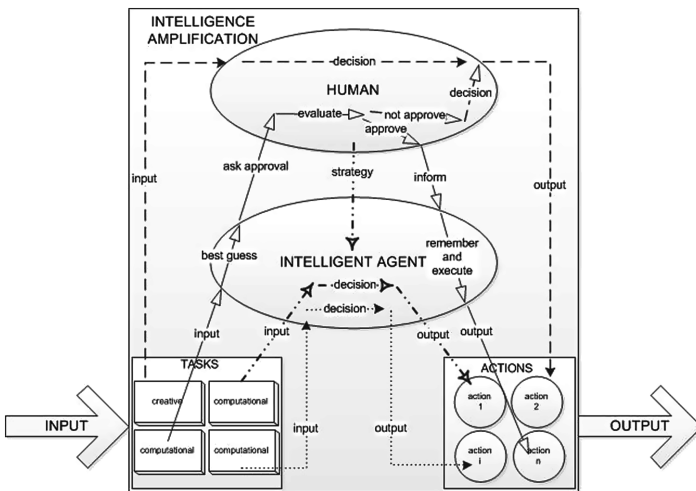 INTELLIGENCE
AMPLIFICATION
decision
HUMAN
decision
evaluate
not approve
approve
ask approval
strategy
inform
input
output
best guess
INTELLIGENT AGENT
remember
and
execute
decision
decision
input
input
output
output
TASKS
creative
computational
computational
computational
input
output
ACTIONS
action
1
action
2
action
i
action
n
INPUT
OUTPUT